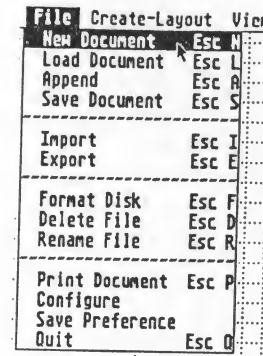 File Create-Layout View
New Document Esc N
Load Document Esc L
Append Esc A
Save Document Esc S
Import Esc I
Export Esc E
Format Disk Esc F
Delete File Esc D
Rename File Esc R
Print Document Esc P
Configure
Save Preference
Quit Esc Q